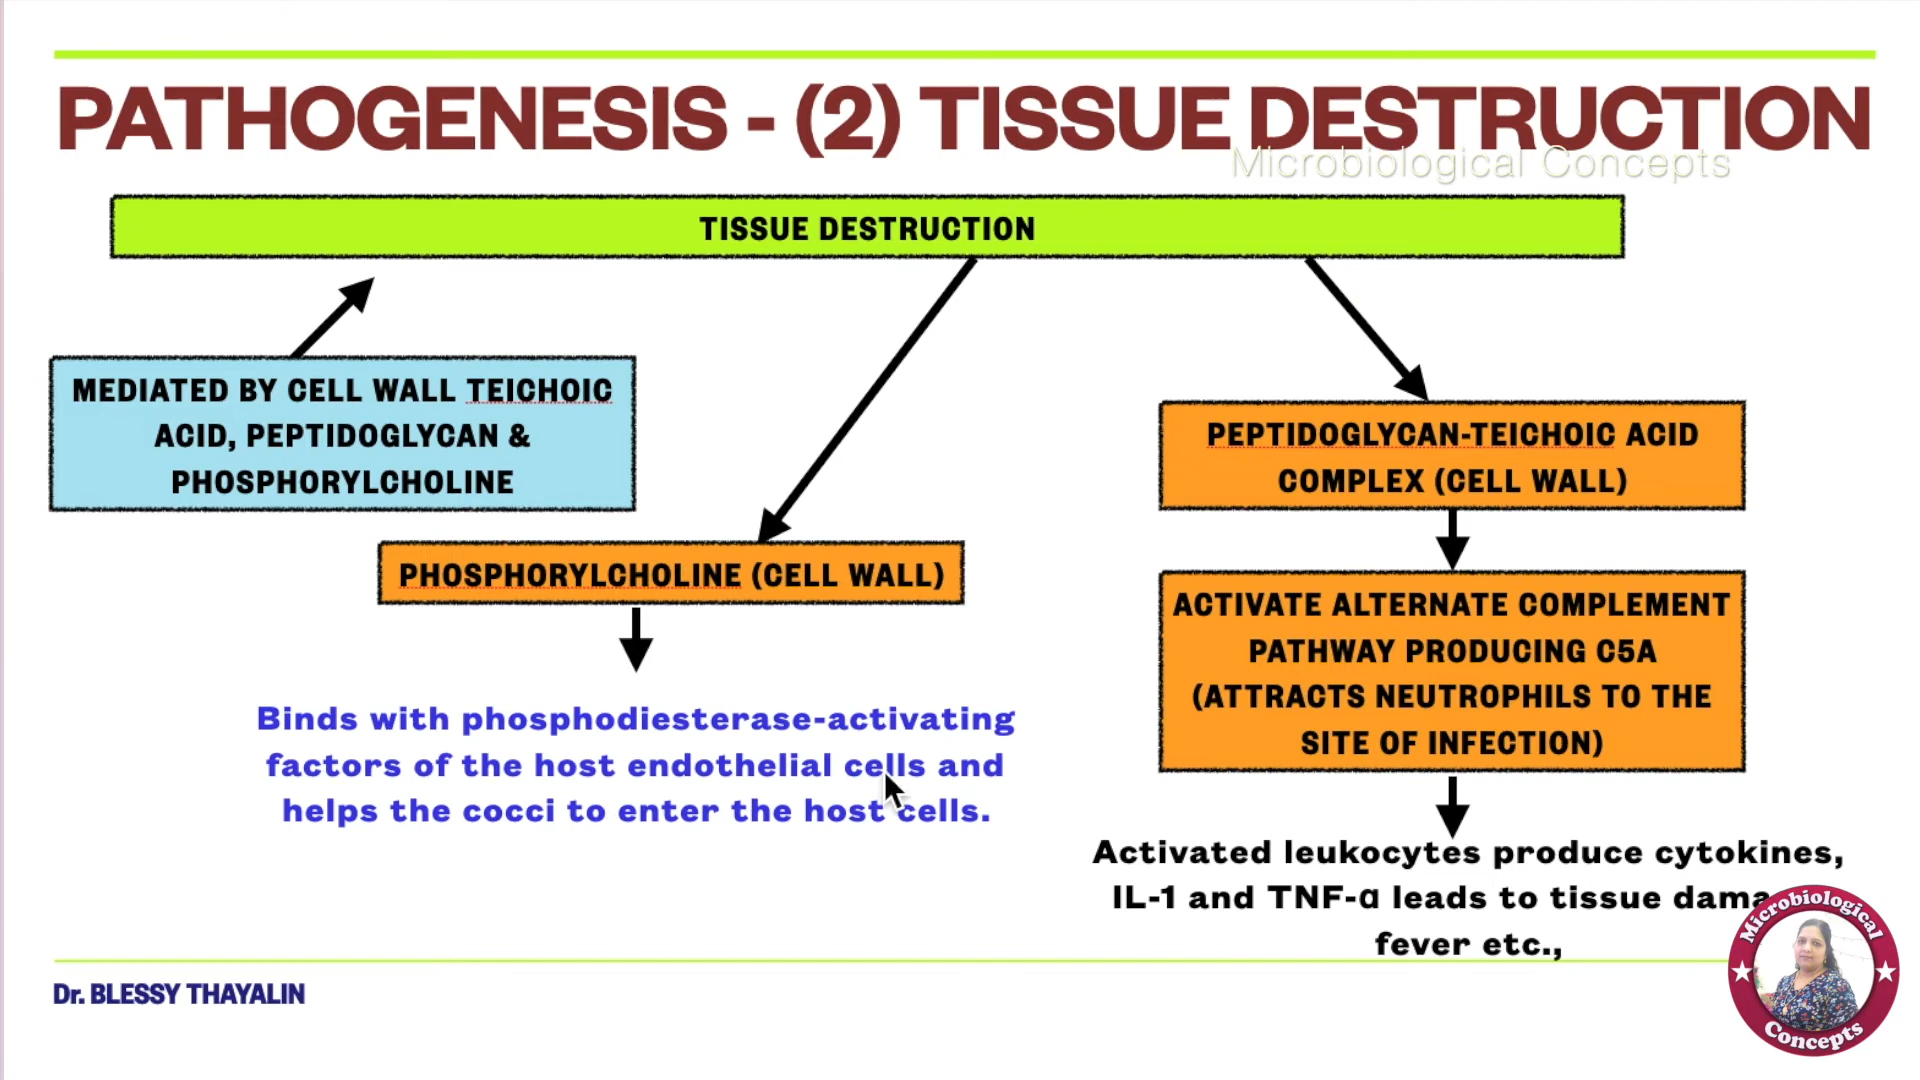 PATHOGENESIS - (2) TISSUE DESTRUCTION
Microbiological Concepts
TISSUE DESTRUCTION
MEDIATED BY CELL WALL TEICHOIC
ACID, PEPTIDOGLYCAN &
PHOSPHORYLCHOLINE
PHOSPHORYLCHOLINE (CELL WALL)
Binds with phosphodiesterase-activating
factors of the host endothelial cells and
helps the cocci to enter the host cells.
PEPTIDOGLYCAN-TEICHOIC ACID
COMPLEX (CELL WALL)
ACTIVATE ALTERNATE COMPLEMENT
PATHWAY PRODUCING C5A
(ATTRACTS NEUTROPHILS TO THE
SITE OF INFECTION)
Activated leukocytes produce cytokines,
IL-1 and TNF-α leads to tissue
fever etc.,
Dr. BLESSY THAYALIN
Microbiological
Concepts